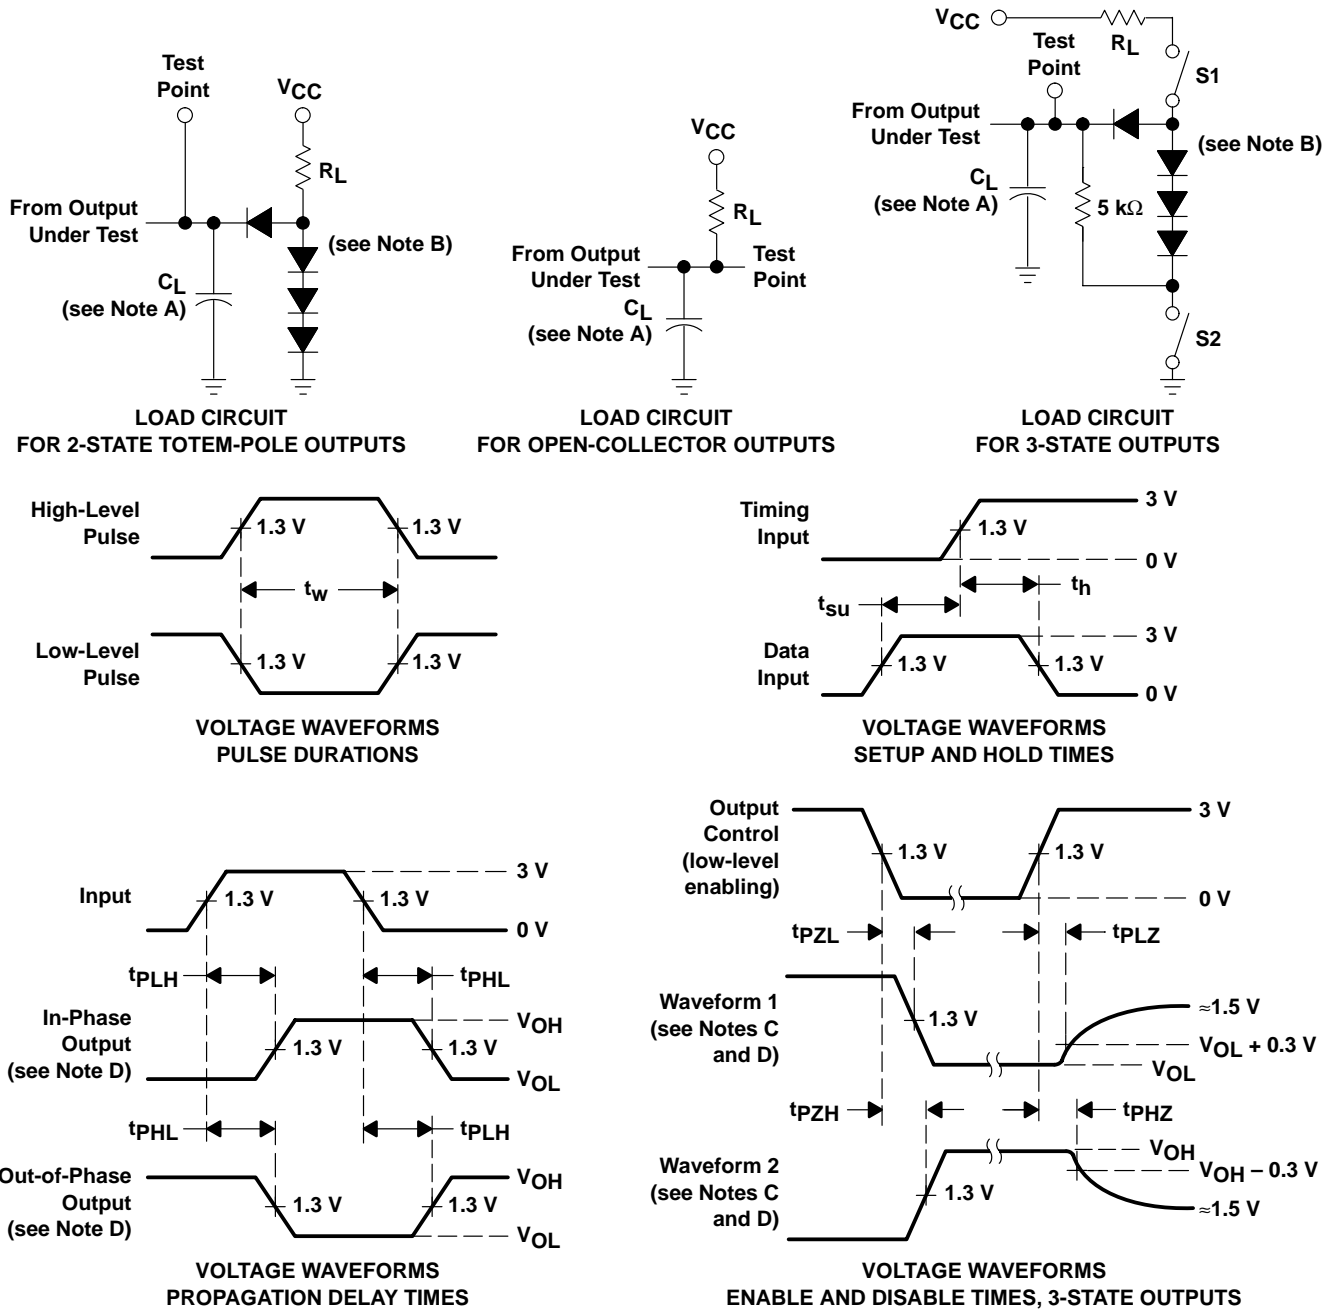 Test
Point
VCC
RL
From Output
Under Test
(see Note B)
CL
(see Note A)
LOAD CIRCUIT
FOR 2-STATE TOTEM-POLE OUTPUTS
VCC
RL
From Output
Under Test
Test
Point
CL
(see Note A)
LOAD CIRCUIT
FOR OPEN-COLLECTOR OUTPUTS
VCC
RL
Test
Point
S1
From Output
Under Test
(see Note B)
CL
(see Note A)
5 kΩ
S2
LOAD CIRCUIT
FOR 3-STATE OUTPUTS
High-Level
Pulse
1.3 V
1.3 V
tw
Low-Level
Pulse
1.3 V
1.3 V
VOLTAGE WAVEFORMS
PULSE DURATIONS
Timing
Input
3 V
1.3 V
0 V
th
tsu
3 V
Data
Input
1.3 V
1.3 V
0 V
VOLTAGE WAVEFORMS
SETUP AND HOLD TIMES
Input
3 V
1.3 V
1.3 V
0 V
tPLH
tPHL
In-Phase
Output
(see Note D)
VOH
1.3 V
1.3 V
VOL
tPHL
tPLH
Out-of-Phase
Output
(see Note D)
VOH
1.3 V
1.3 V
VOL
VOLTAGE WAVEFORMS
PROPAGATION DELAY TIMES
Output
Control
(low-level
enabling)
3 V
1.3 V
1.3 V
0 V
tPZL
tPLZ
Waveform 1
(see Notes C
and D)
1.3 V
≈1.5 V
VOL + 0.3 V
VOL
tPZH
tPHZ
Waveform 2
(see Notes C
and D)
1.3 V
VOH
VOH – 0.3 V
≈1.5 V
VOLTAGE WAVEFORMS
ENABLE AND DISABLE TIMES, 3-STATE OUTPUTS